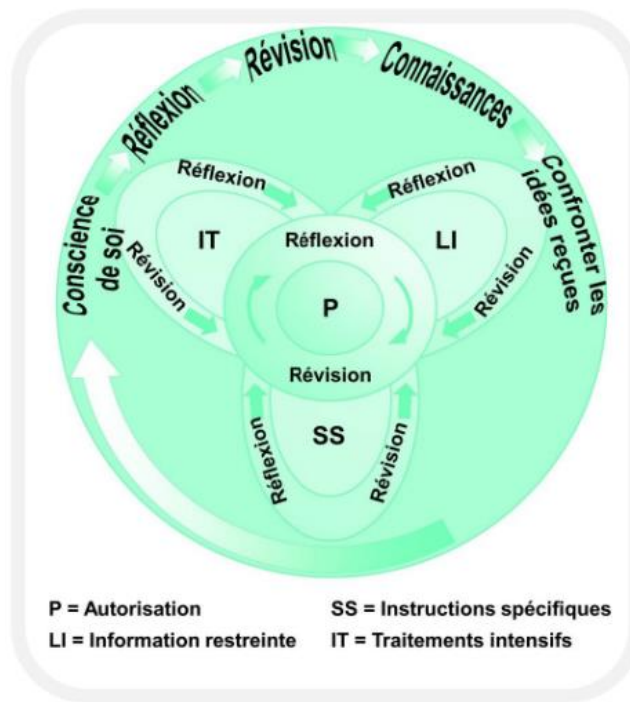 Conscience
de soi
Réflexion
Révision
Connaissances
Confronter les
idées reçues
Réflexion
Réflexion
IT
Réflexion
LI
Révision
P
Révision
Révision
SS
Réflexion
Révision
P = Autorisation
SS = Instructions spécifiques
LI = Information restreinte
IT = Traitements intensifs